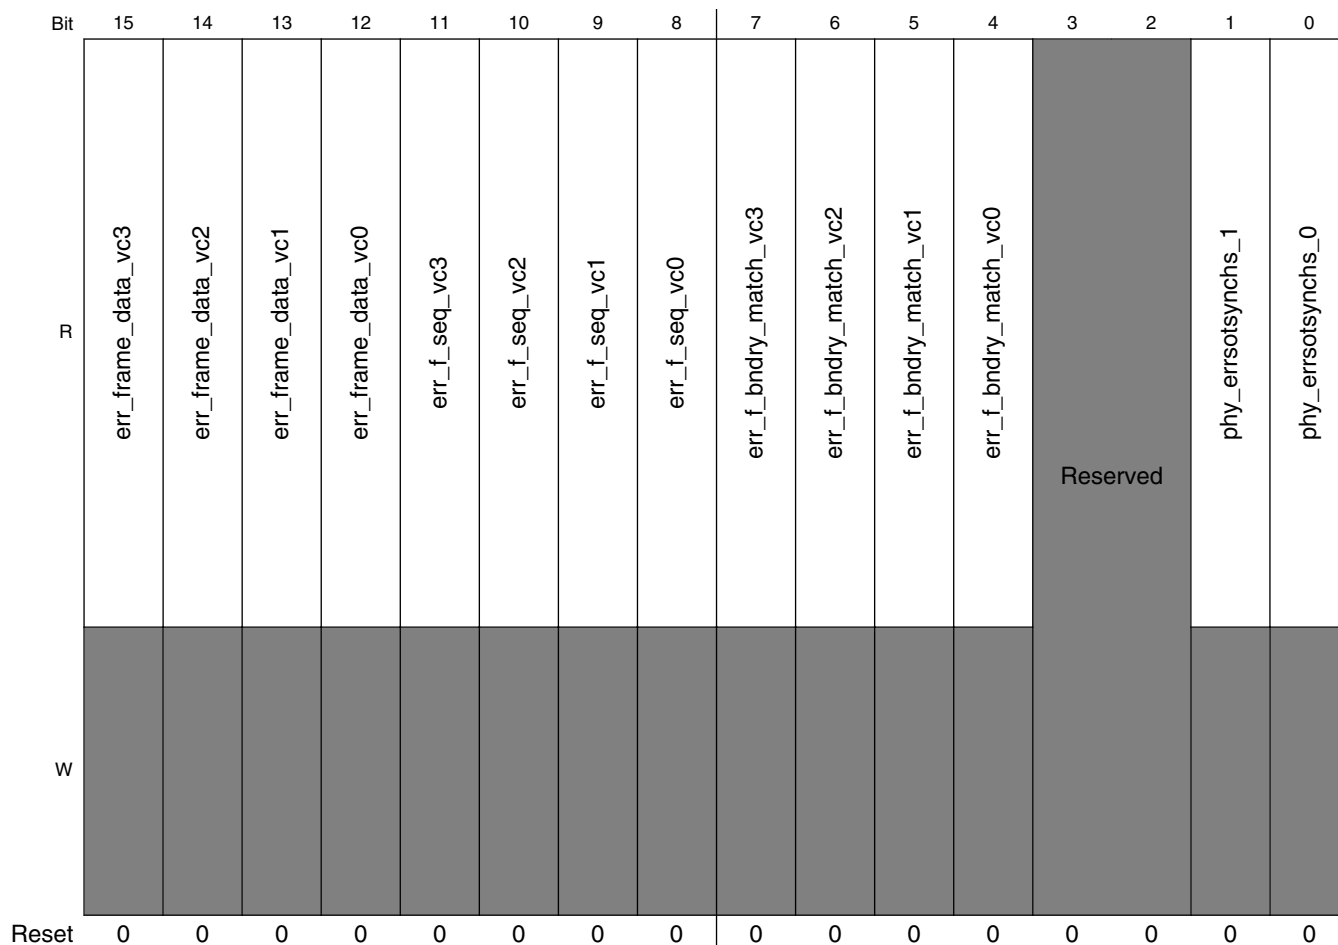 Bit 15 14 13 12 11 10 9 8 7 6 5 4 3 2 1 0
R
err_frame_data_vc3
err_frame_data_vc2
err_frame_data_vc1
err_frame_data_vc0
err_f_seq_vc3
err_f_seq_vc2
err_f_seq_vc1
err_f_seq_vc0
err_f_bndry_match_vc3
err_f_bndry_match_vc2
err_f_bndry_match_vc1
err_f_bndry_match_vc0
Reserved
phy_errsotsynchs_1
phy_errsotsynchs_0
W
Reset 0 0 0 0 0 0 0 0 0 0 0 0 0 0 0 0